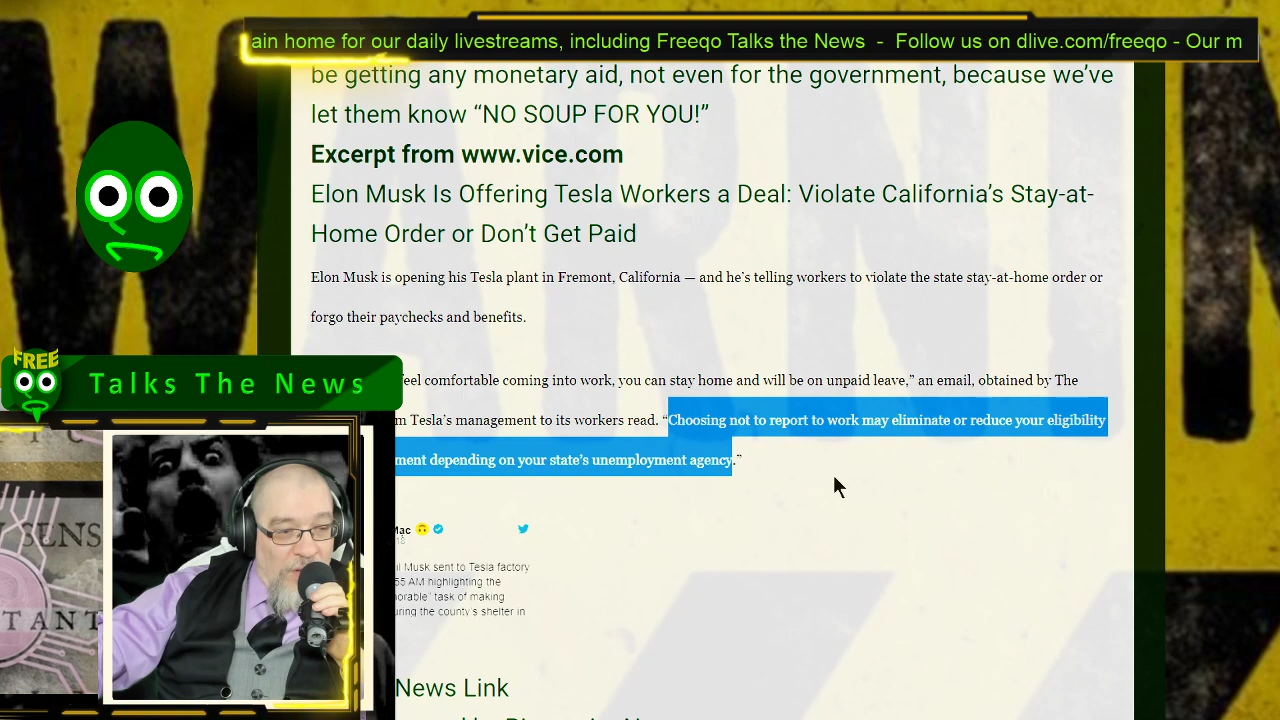 ain home for our daily livestreams, including Freeqo Talks the News - Follow us on dlive.com/freeqo - Our m
be getting any monetary aid, not even for the government, because we’ve
let them know “NO SOUP FOR YOU!”
Excerpt from www.vice.com
Elon Musk Is Offering Tesla Workers a Deal: Violate California’s Stay-at-
Home Order or Don’t Get Paid
Elon Musk is opening his Tesla plant in Fremont, California — and he’s telling workers to violate the state stay-at-home order or
forgo their paychecks and benefits.
feel comfortable coming into work, you can stay home and will be on unpaid leave,” an email, obtained by The
m Tesla’s management to its workers read. “Choosing not to report to work may eliminate or reduce your eligibility
ment depending on your state’s unemployment agency.”
FREE
Talks The News
Mac
il Musk sent to Tesla factory
55 AM highlighting the
orable” task of making
uring the county’s shelter in
SENS
TANT
News Link